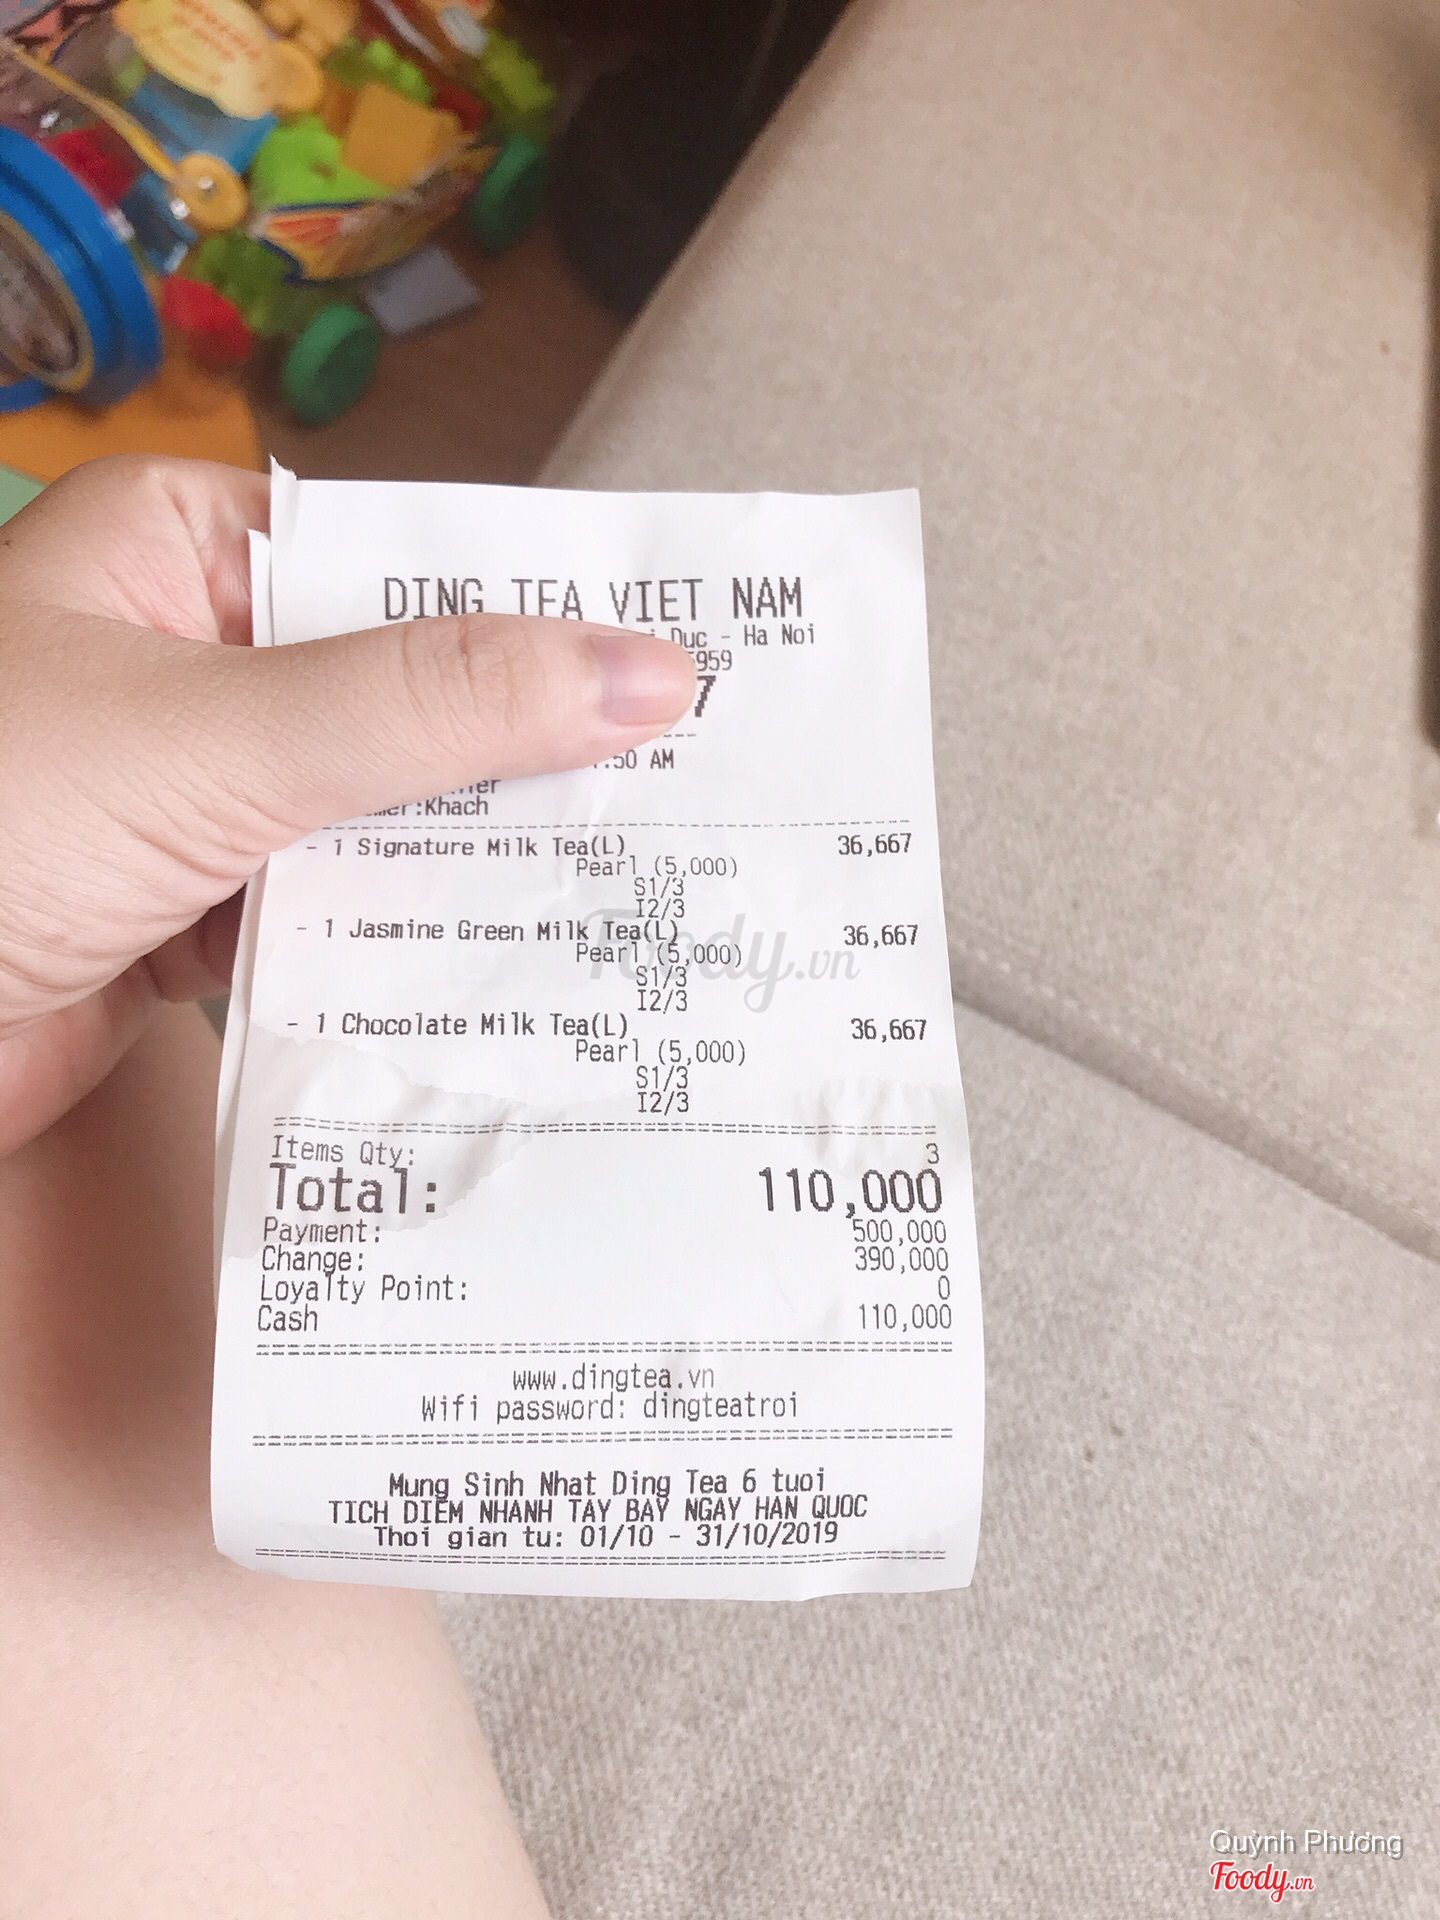 DING TEA VIET NAM
Duc - Ha Noi
5959
7
50 AM
:Khach
- 1 Signature Milk Tea(L) 36,667
Pearl (5,000)
S1/3
I2/3
- 1 Jasmine Green Milk Tea(L) 36,667
Pearl (5,000)
S1/3
I2/3
- 1 Chocolate Milk Tea(L) 36,667
Pearl (5,000)
S1/3
I2/3
Items Qty: 3
Total: 110,000
Payment: 500,000
Change: 390,000
Loyalty Point: 0
Cash 110,000
www.dingtea.vn
Wifi password: dingteatroi
Mung Sinh Nhat Ding Tea 6 tuoi
TICH DIEM NHANH TAY BAY NGAY HAN QUOC
Thoi gian tu: 01/10 - 31/10/2019
Foody.vn
Quỳnh Phương
Foody.vn